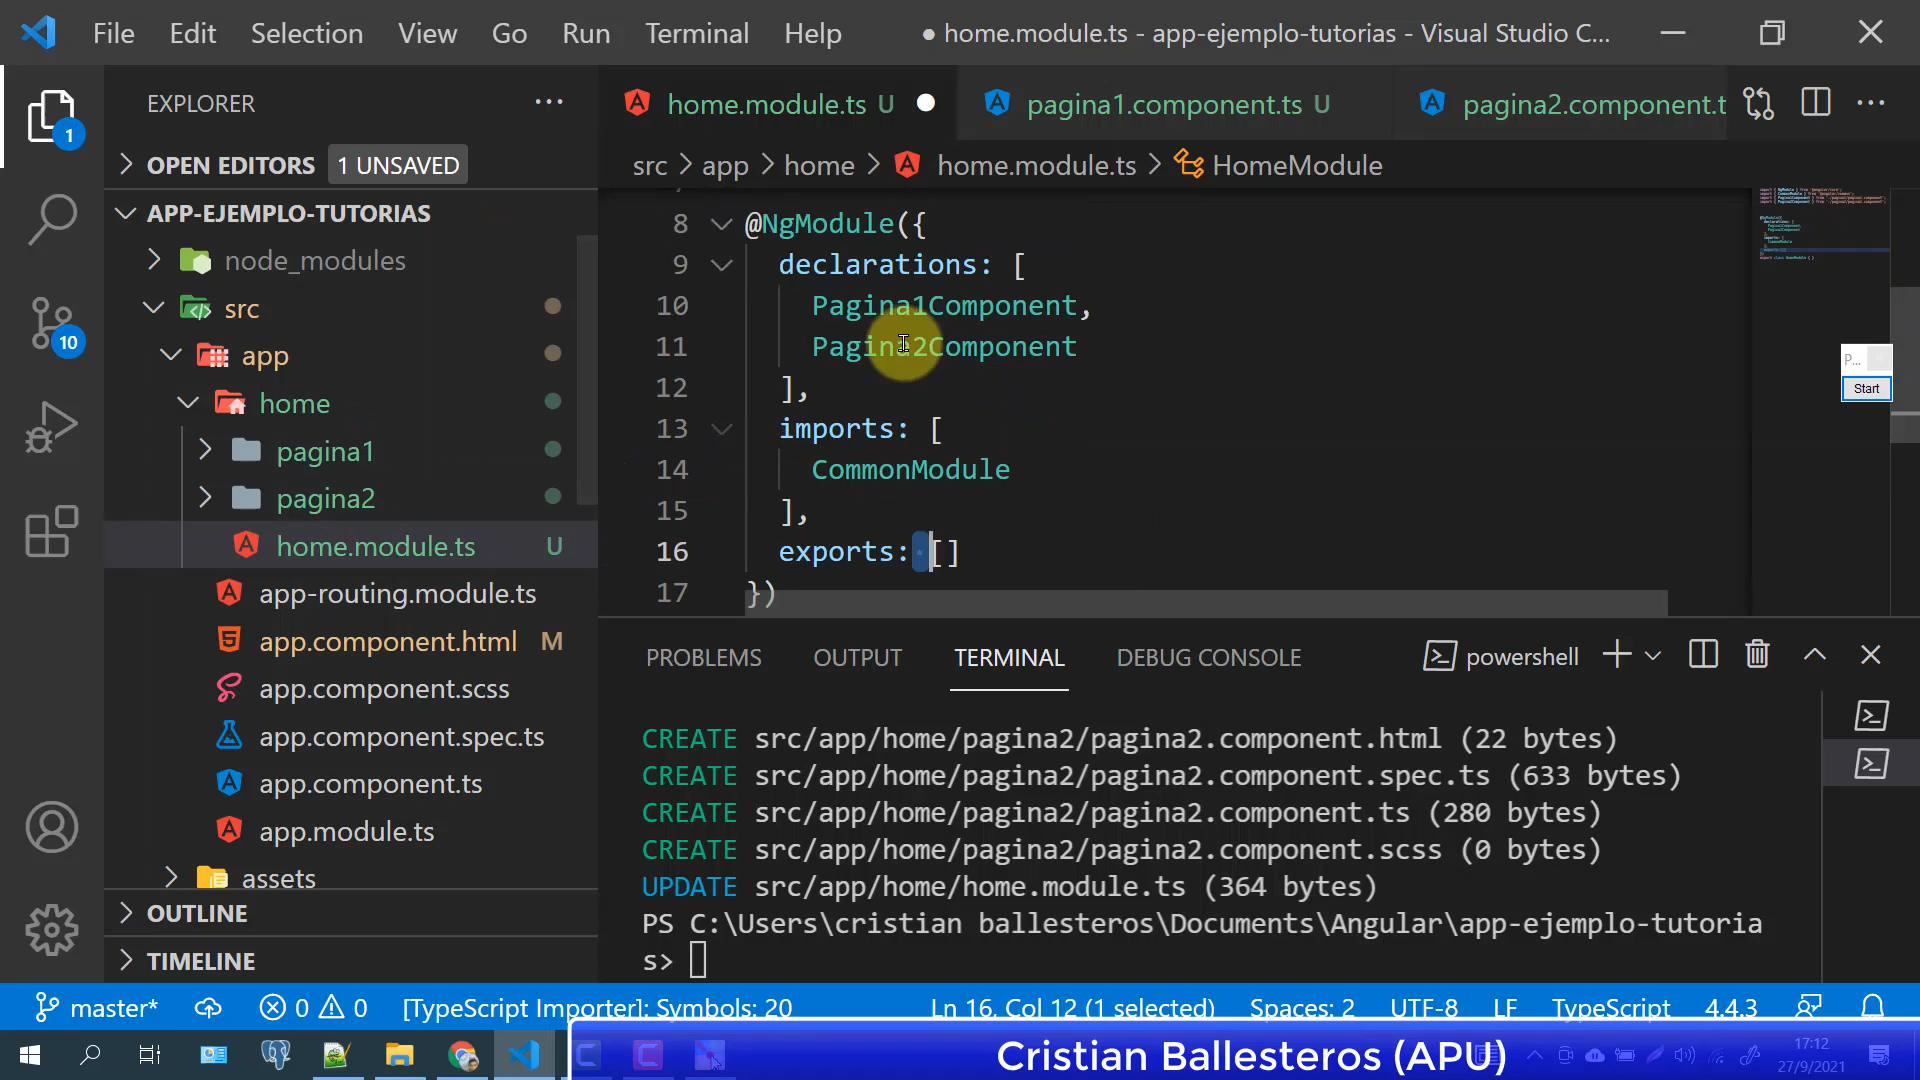 File Edit Selection View Go Run Terminal Help ● home.module.ts - app-ejemplo-tutorias - Visual Studio C...
EXPLORER
home.module.ts U
pagina1.component.ts U
pagina2.component.t
OPEN EDITORS 1 UNSAVED
src > app > home > home.module.ts > HomeModule
APP-EJEMPLO-TUTORIAS
node_modules
src
app
home
pagina1
pagina2
home.module.ts U
app-routing.module.ts
app.component.html M
app.component.scss
app.component.spec.ts
app.component.ts
app.module.ts
assets
OUTLINE
TIMELINE
1
10
8 @NgModule({
9 declarations: [
10 Pagina1Component,
11 Pagina2Component
12 ],
13 imports: [
14 CommonModule
15 ],
16 exports: []
17 })
P...
Start
PROBLEMS OUTPUT TERMINAL DEBUG CONSOLE powershell
CREATE src/app/home/pagina2/pagina2.component.html (22 bytes)
CREATE src/app/home/pagina2/pagina2.component.spec.ts (633 bytes)
CREATE src/app/home/pagina2/pagina2.component.ts (280 bytes)
CREATE src/app/home/pagina2/pagina2.component.scss (0 bytes)
UPDATE src/app/home/home.module.ts (364 bytes)
PS C:\Users\cristian ballesteros\Documents\Angular\app-ejemplo-tutoria
s>
master* 0 0 [TypeScript Importer]: Symbols: 20 Ln 16, Col 12 (1 selected) Spaces: 2 UTF-8 LF TypeScript 4.4.3
Cristian Ballesteros (APU)
17:12
27/9/2021